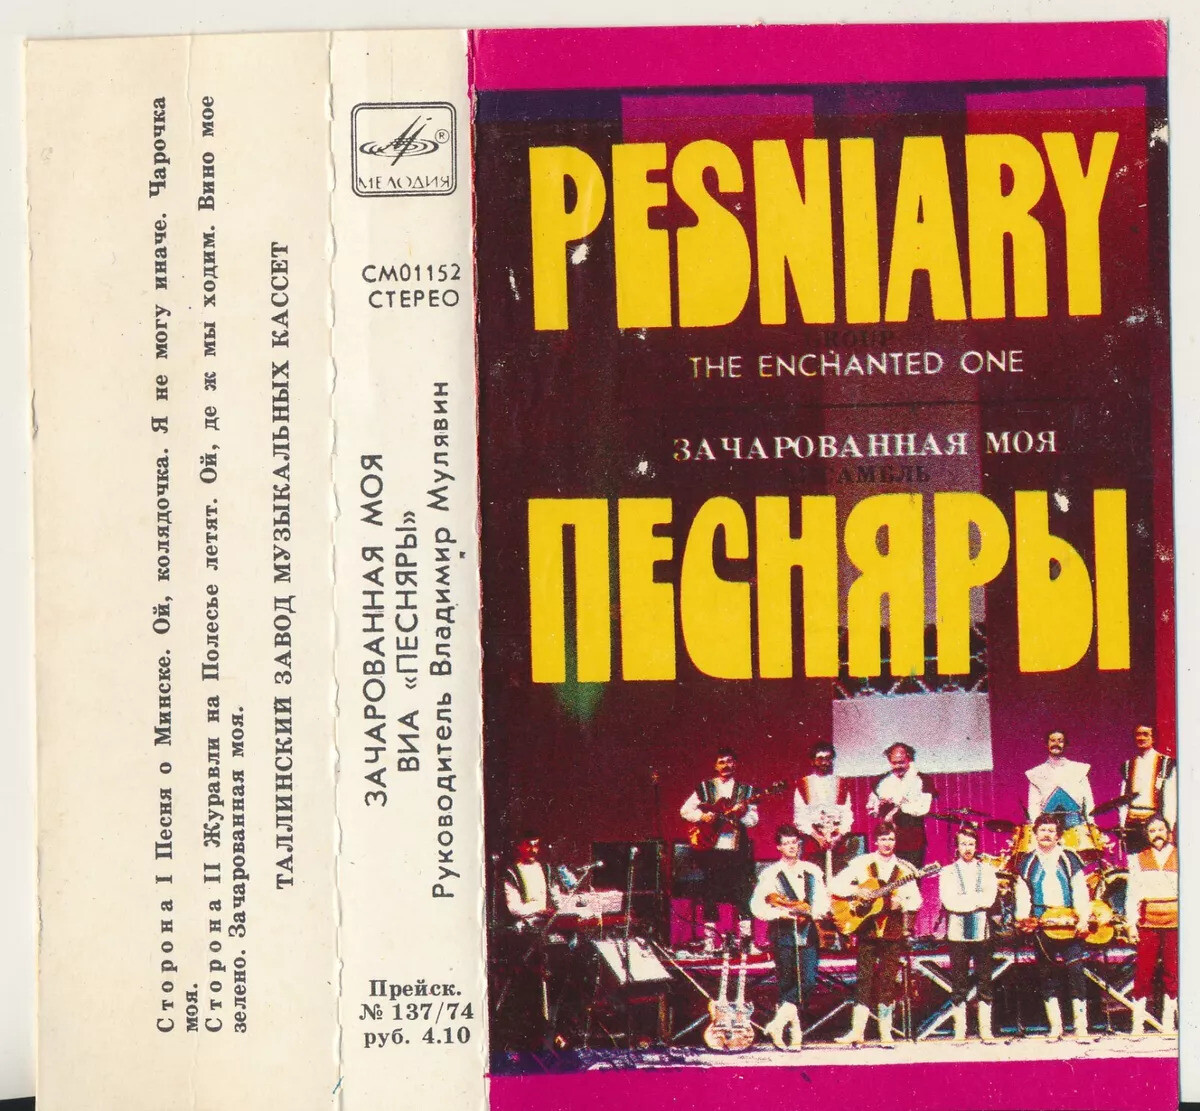 Сторона I Песня о Минске. Ой, колядочка. Я не могу иначе. Чарочка
моя.
Сторона II Журавли на Полесье летят. Ой, де ж мы ходим. Вино мое
зелено. Зачарованная моя.
ТАЛЛИНСКИЙ ЗАВОД МУЗЫКАЛЬНЫХ КАССЕТ
®
МЕЛОДИЯ
СМ01152
СТЕРЕО
ЗАЧАРОВАННАЯ МОЯ
ВИА «ПЕСНЯРЫ»
Руководитель Владимир Мулявин
Прейск.
№ 137/74
руб. 4.10
PESNIARY
GROUP
THE ENCHANTED ONE
ЗАЧАРОВАННАЯ МОЯ
ПЕСНЯРЫ